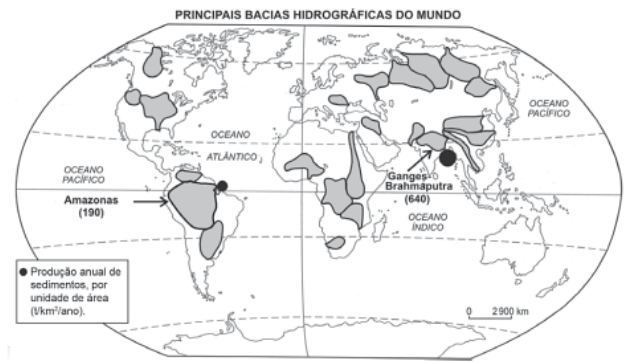 PRINCIPAIS BACIAS HIDROGRÁFICAS DO MUNDO
OCEANO
PACÍFICO
OCEANO
ATLÂNTICO
OCEANO
PACÍFICO
Amazonas
(190)
Ganges-
Brahmaputra
(640)
OCEANO
ÍNDICO
Produção anual de
sedimentos, por
unidade de área
(t/km²/ano).
0 2 900 km